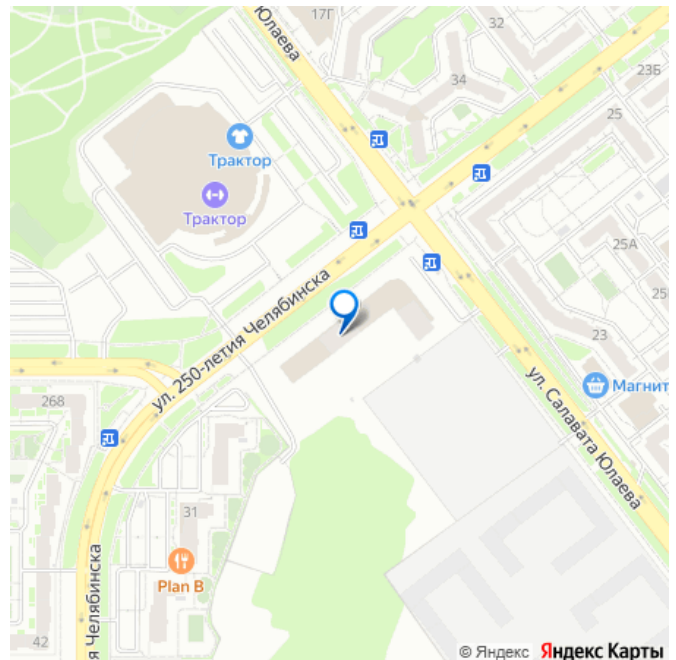 17Г
Юлаева
32
34
23Б
25
Трактор
Трактор
25А
25
ул. 250-летия Челябинска
23
Магнит
ул. Салавата Юлаева
268
31
Plan B
я Челябинска
42
© Яндекс Яндекс Карты